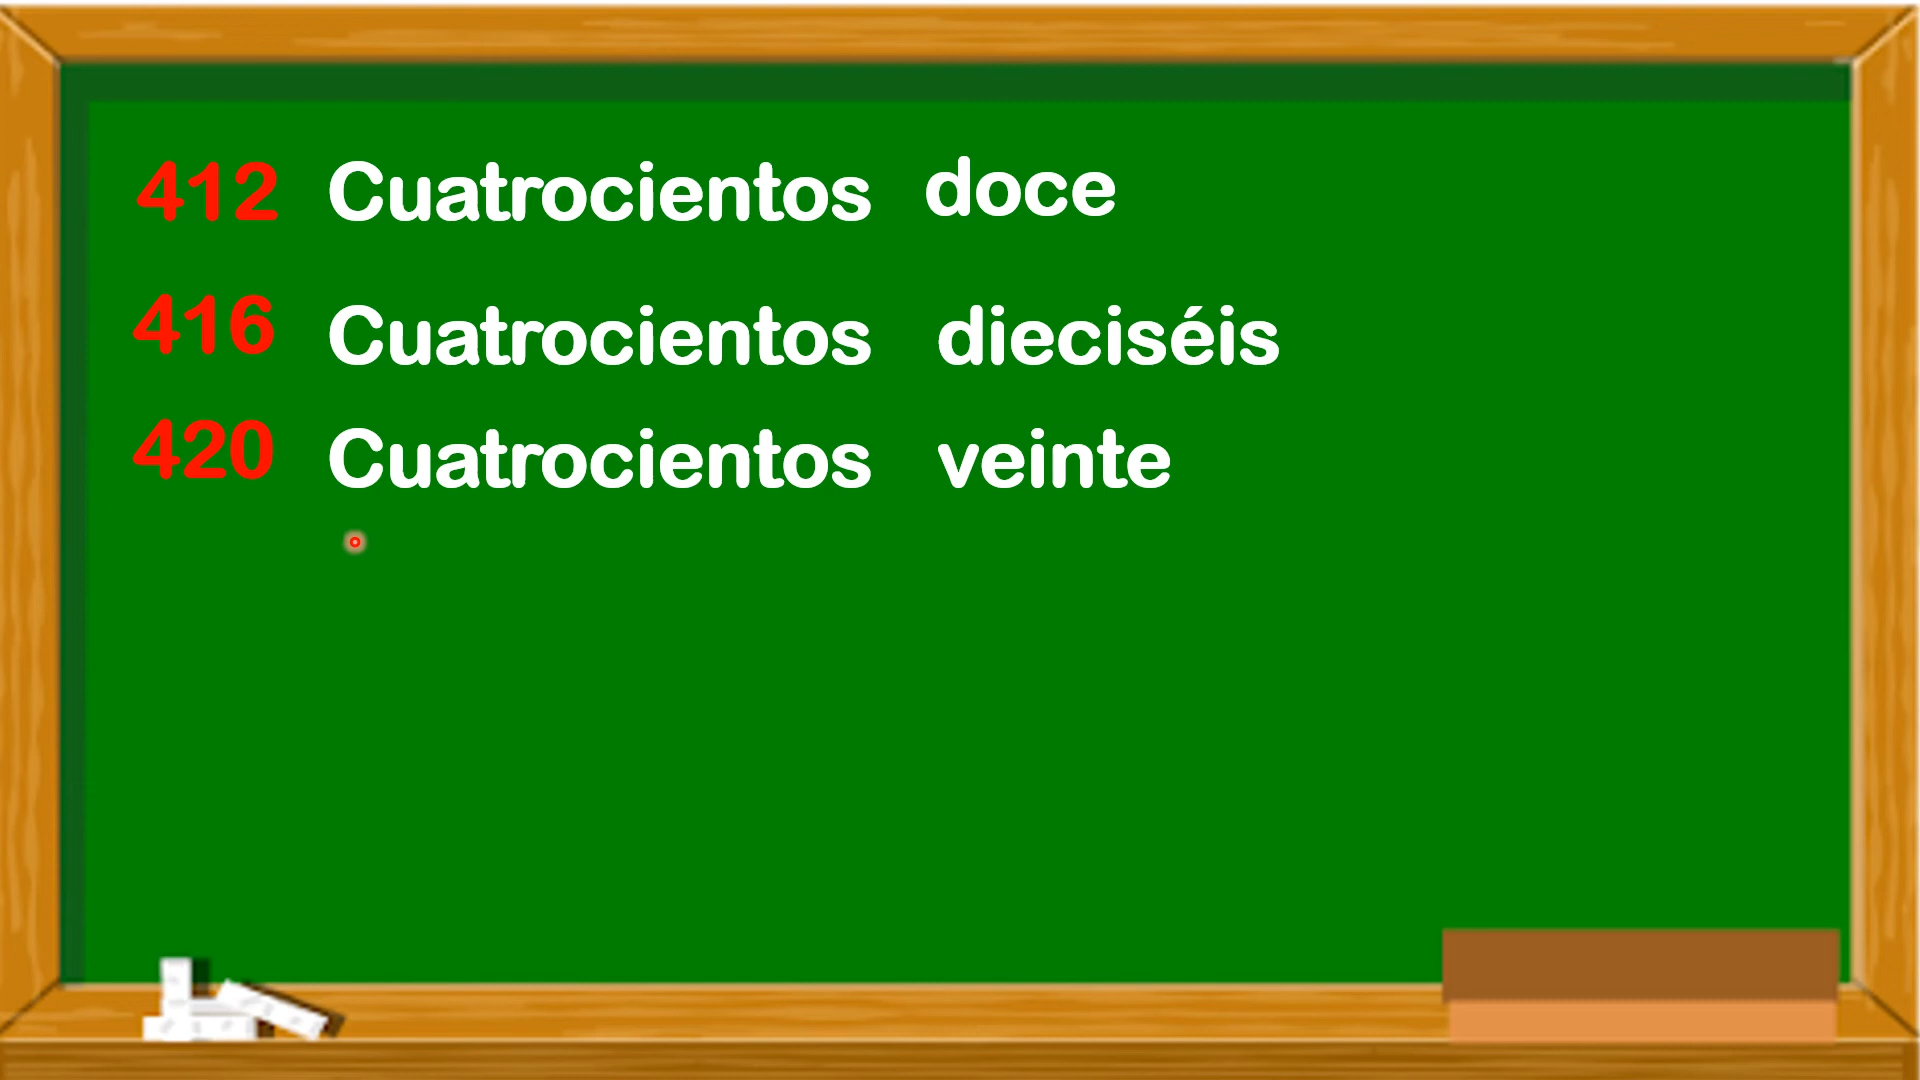 412 Cuatrocientos doce
416 Cuatrocientos dieciséis
420 Cuatrocientos veinte